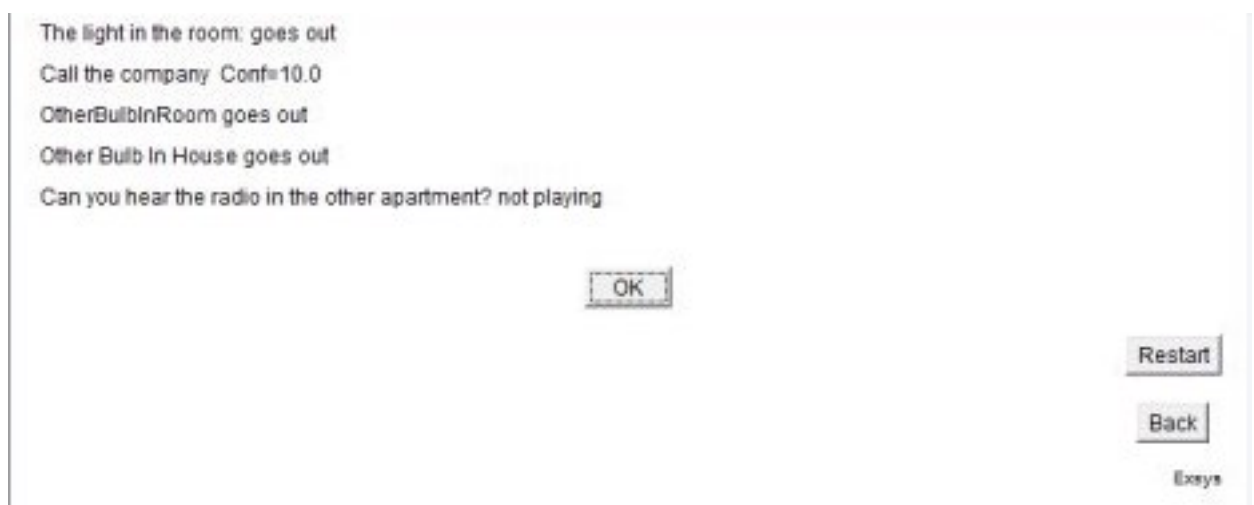 The light in the room: goes out
Call the company Conf=10.0
OtherBulbInRoom goes out
Other Bulb In House goes out
Can you hear the radio in the other apartment? not playing
OK
Restart
Back
Exsys